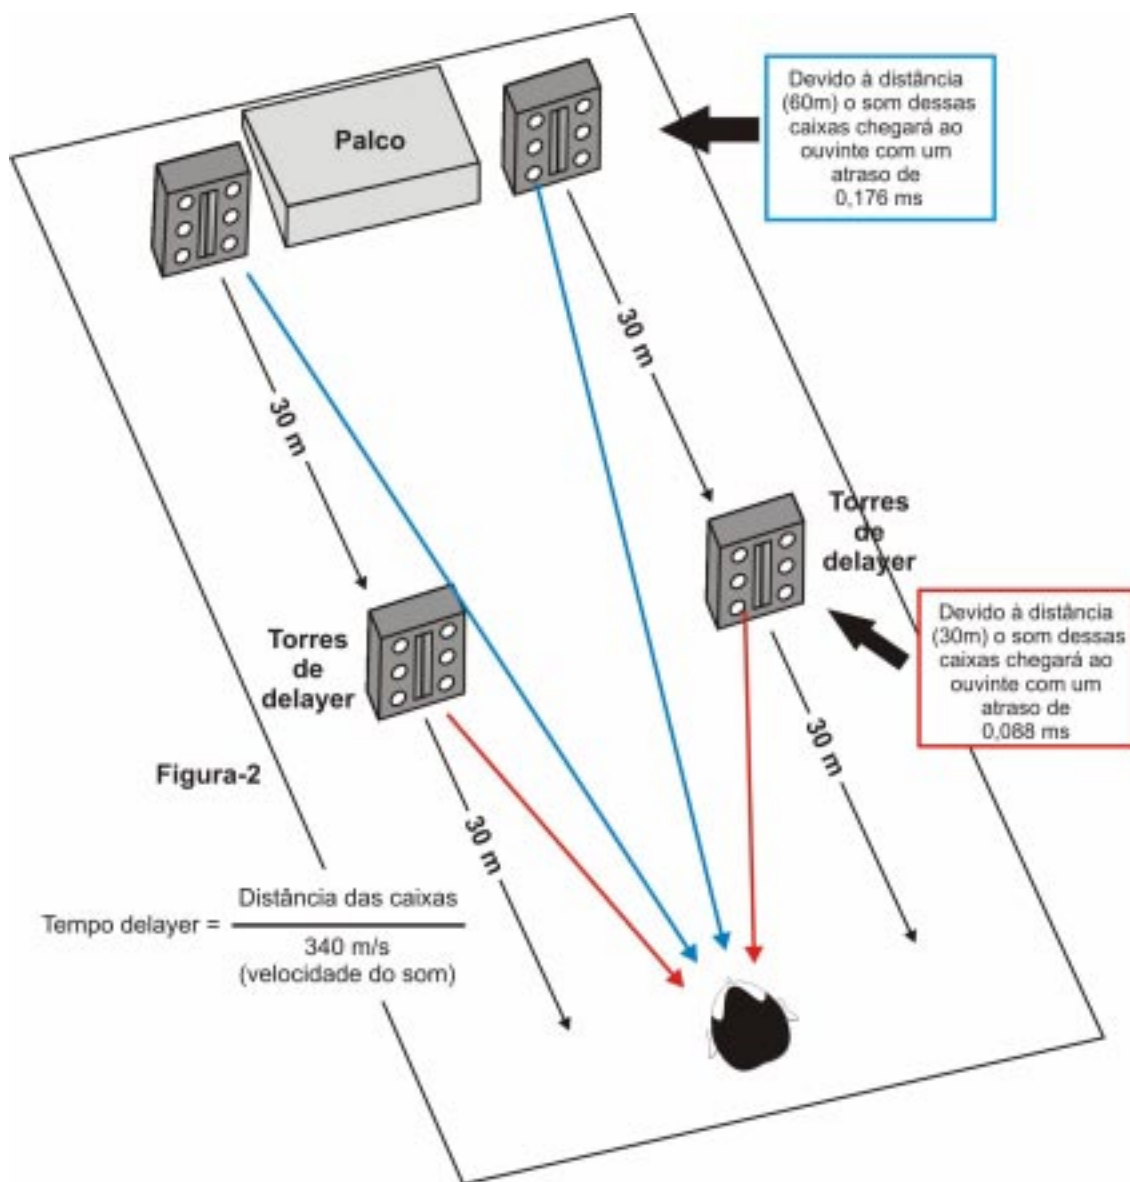 Palco
Devido à distância
(60m) o som dessas
caixas chegará ao
ouvinte com um
atraso de
0,176 ms
30 m
30 m
Torres
de
delayer
Torres
de
delayer
Devido à distância
(30m) o som dessas
caixas chegará ao
ouvinte com um
atraso de
0,088 ms
30 m
30 m
Figura-2
Tempo delayer =
Distância das caixas
340 m/s
(velocidade do som)